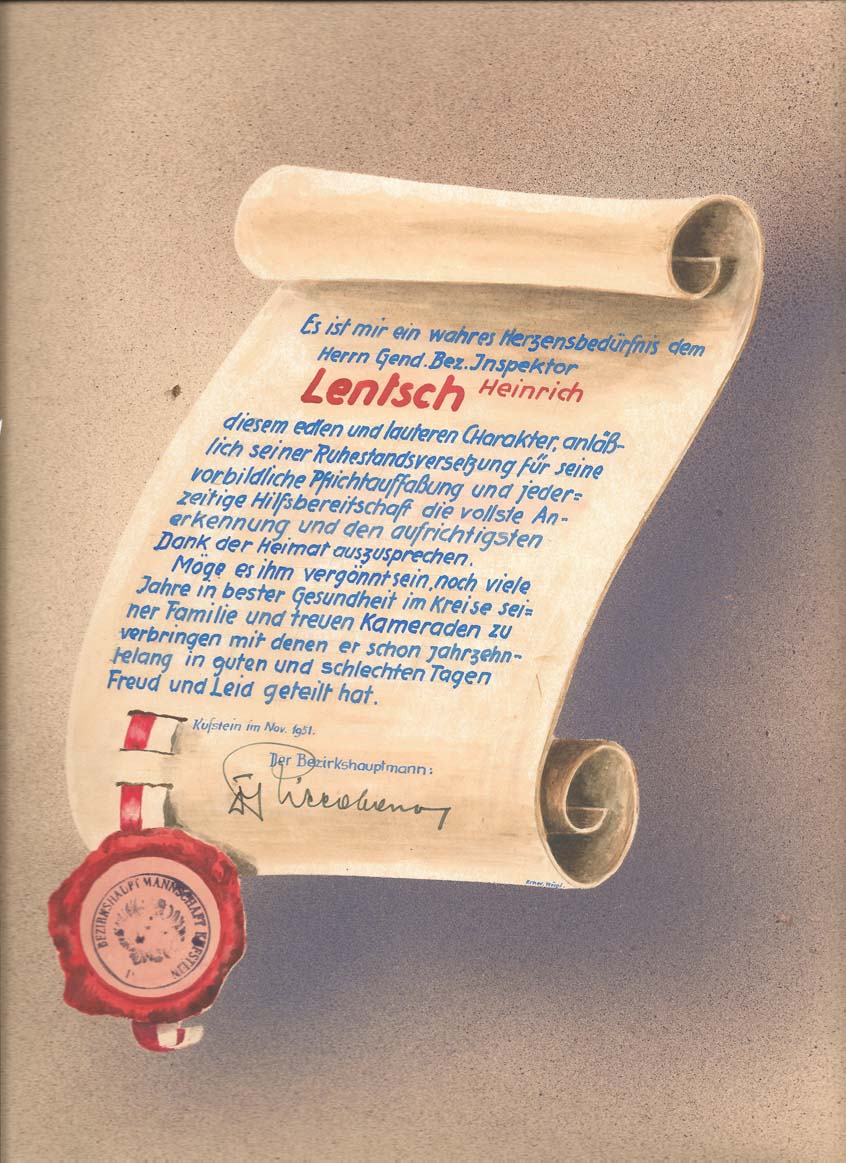 Es ist mir ein wahres Herzensbedürfnis dem
Herrn Gend. Bez. Inspektor
Lentsch Heinrich
diesem edlen und lauteren Charakter, anläß-
lich seiner Ruhestandsversetzung für seine
vorbildliche Pflichtauffaßung und jeder=
zeitige Hilfsbereitschaft die vollste An-
erkennung und den aufrichtigsten
Dank der Heimat auszusprechen.
Möge es ihm vergönnt sein, noch viele
Jahre in bester Gesundheit im Kreise sei=
ner Familie und treuen Kameraden zu
verbringen mit denen er schon jahrzehn-
telang in guten und schlechten Tagen
Freud und Leid geteilt hat.
Kufstein im Nov. 1951.
Der Bezirkshauptmann:
BEZIRKSHAUPTMANNSCHAFT KUFSTEIN